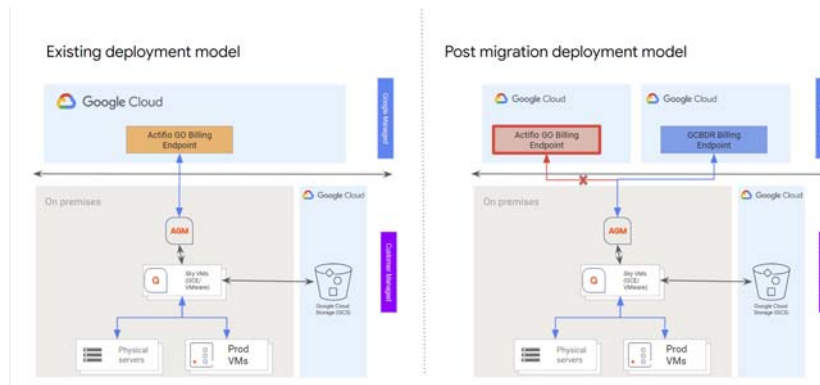 Existing deployment model
Google Cloud
Actifio GO Billing
Endpoint
Google Managed
On premises
Google Cloud
AGM
Sky VMs
(GCE/
VMware)
Google Cloud
Storage (GCS)
Customer Managed
Physical
servers
Prod
VMs
Post migration deployment model
Google Cloud
Google Cloud
Actifio GO Billing
Endpoint
GCBDR Billing
Endpoint
On premises
Google Cloud
AGM
Sky VMs
(GCE/
VMware)
Google Cloud
Storage (GCS)
Physical
servers
Prod
VMs